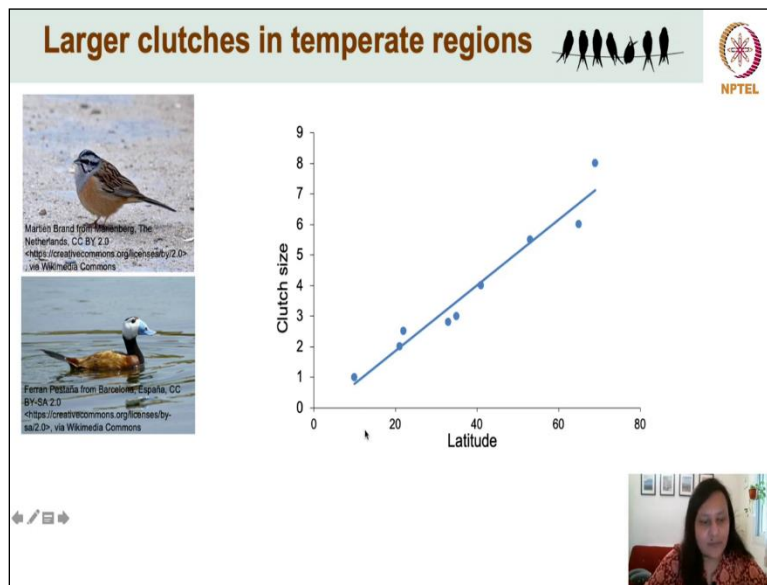 Larger clutches in temperate regions
NPTEL
Martien Brand from Marienberg, The
Netherlands, CC BY 2.0
<https://creativecommons.org/licenses/by/2.0>
, via Wikimedia Commons
Ferran Pestaña from Barcelona, España, CC
BY-SA 2.0
<https://creativecommons.org/licenses/by-
sa/2.0>, via Wikimedia Commons
Clutch size
9
8
7
6
5
4
3
2
1
0
0 20 40 60 80
Latitude